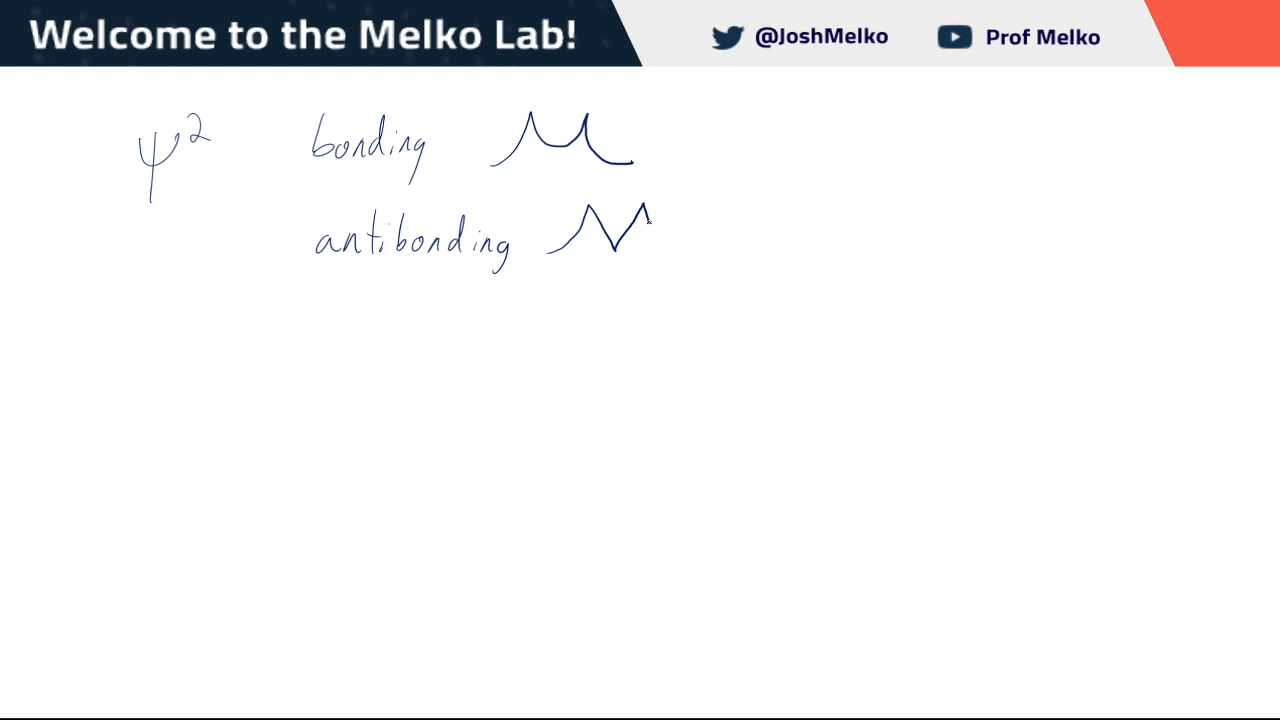 Welcome to the Melko Lab! @JoshMelko Prof Melko
ψ² bonding
antibonding